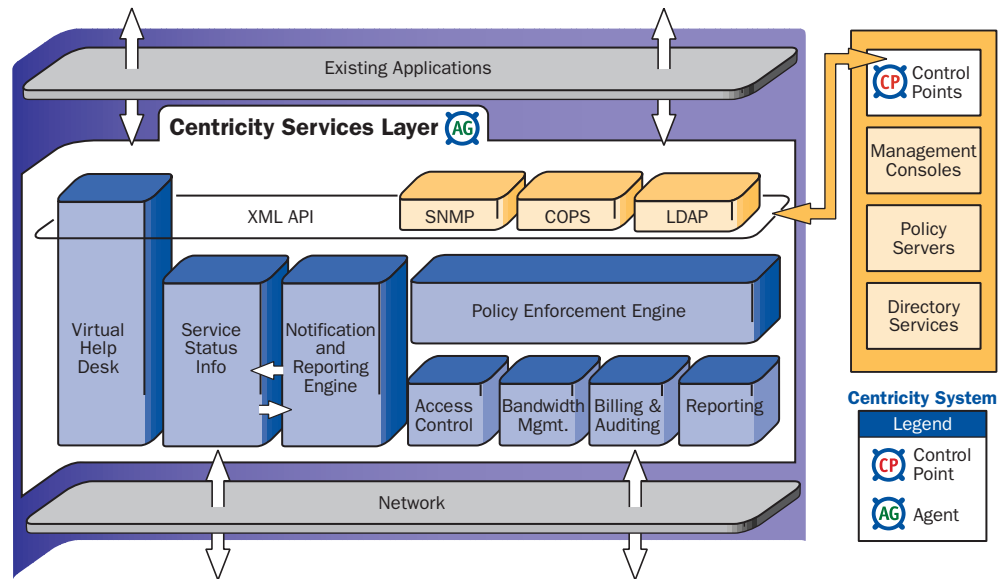 Existing Applications
Centricity Services Layer AG
XML API
SNMP
COPS
LDAP
Virtual
Help
Desk
Service
Status
Info
Notification
and
Reporting
Engine
Policy Enforcement Engine
Access
Control
Bandwidth
Mgmt.
Billing &
Auditing
Reporting
Network
CP Control
Points
Management
Consoles
Policy
Servers
Directory
Services
Centricity System
Legend
CP Control
Point
AG Agent